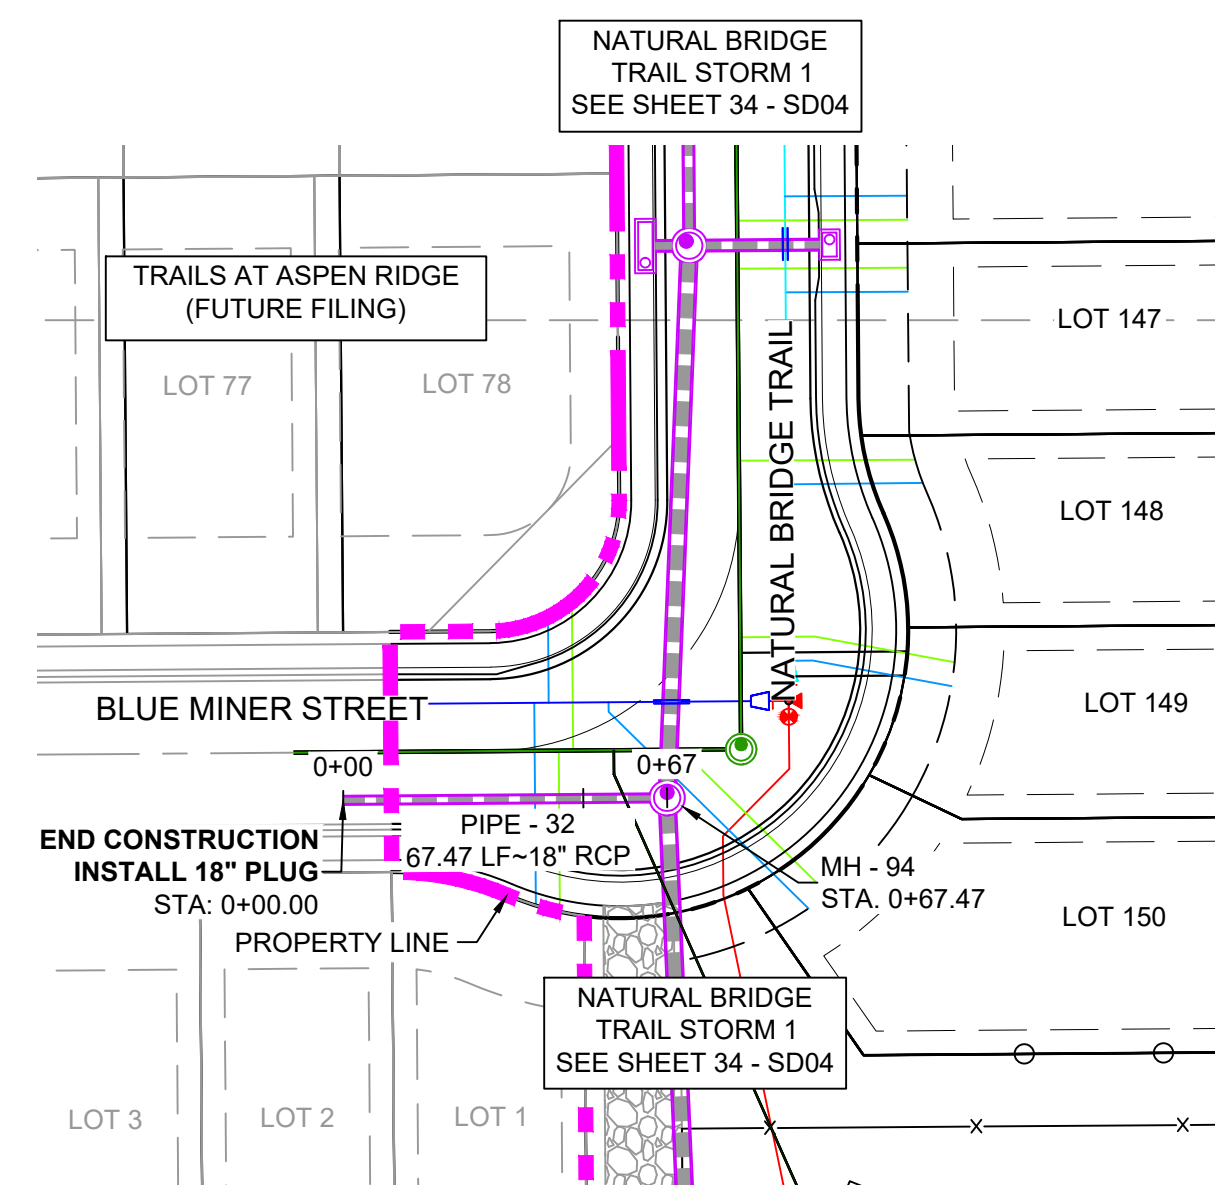 NATURAL BRIDGE
TRAIL STORM 1
SEE SHEET 34 - SD04
TRAILS AT ASPEN RIDGE
(FUTURE FILING)
LOT 77
LOT 78
LOT 147
NATURAL BRIDGE TRAIL
LOT 148
BLUE MINER STREET
LOT 149
0+00
0+67
PIPE - 32
67.47 LF~18" RCP
END CONSTRUCTION
INSTALL 18" PLUG
STA: 0+00.00
MH - 94
STA. 0+67.47
PROPERTY LINE
LOT 150
NATURAL BRIDGE
TRAIL STORM 1
SEE SHEET 34 - SD04
LOT 3
LOT 2
LOT 1
X
X
X